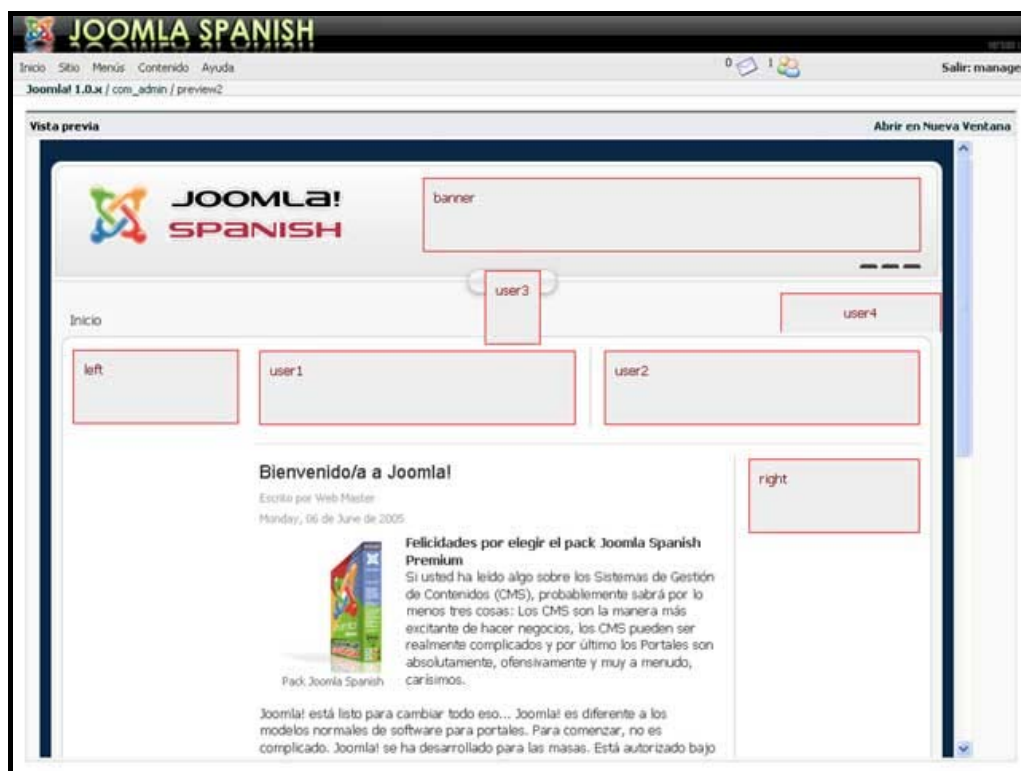 JOOMLA SPANISH
Inicio Sitio Menús Contenido Ayuda
0 1
Salir: manage
Joomla! 1.0.x / com_admin / preview2
Vista previa
Abrir en Nueva Ventana
JOOMLA!
SPANISH
banner
user3
Inicio
user4
left
user1
user2
Bienvenido/a a Joomla!
Escrito por Web Master
Monday, 06 de June de 2005
right
Felicidades por elegir el pack Joomla Spanish
Premium
Si usted ha leído algo sobre los Sistemas de Gestión
de Contenidos (CMS), probablemente sabrá por lo
menos tres cosas: Los CMS son la manera más
excitante de hacer negocios, los CMS pueden ser
realmente complicados y por último los Portales son
absolutamente, ofensivamente y muy a menudo,
carísimos.
Pack Joomla Spanish
Joomla! está listo para cambiar todo eso... Joomla! es diferente a los
modelos normales de software para portales. Para comenzar, no es
complicado. Joomla! se ha desarrollado para las masas. Está autorizado bajo